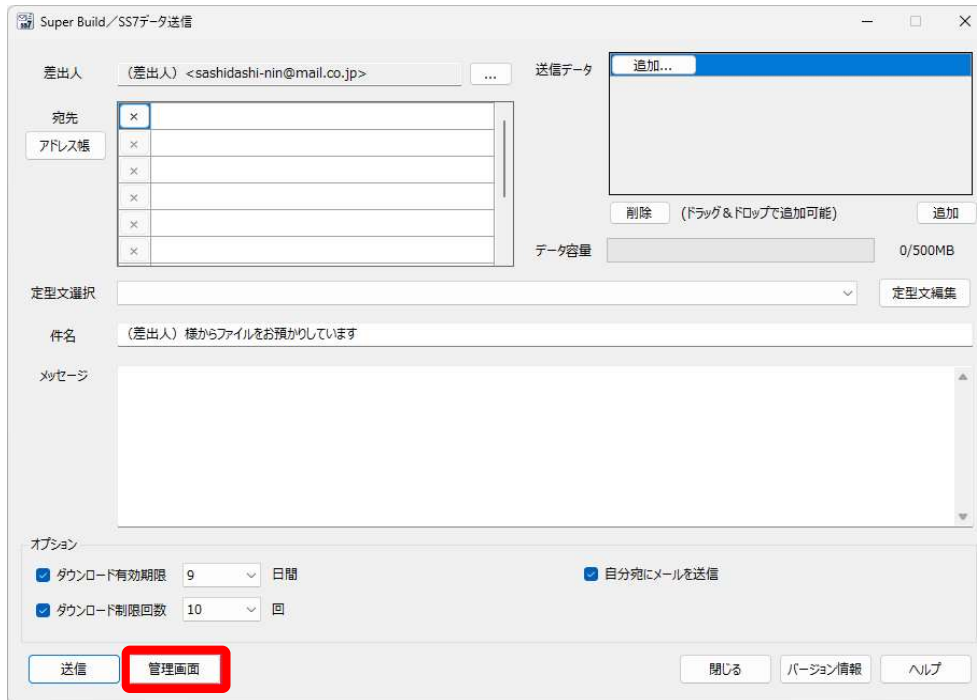 Super Build／SS7データ送信
差出人 （差出人）<sashidashi-nin@mail.co.jp> ...
送信データ 追加...
宛先
アドレス帳
削除 (ドラッグ＆ドロップで追加可能) 追加
データ容量 0/500MB
定型文選択 定型文編集
件名 （差出人）様からファイルをお預かりしています
メッセージ
オプション
ダウンロード有効期限 9 日間 自分宛にメールを送信
ダウンロード制限回数 10 回
送信 管理画面 閉じる バージョン情報 ヘルプ